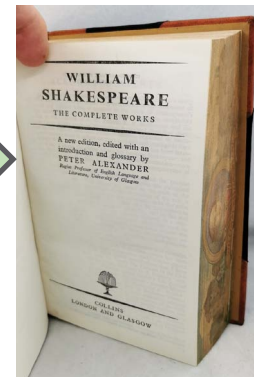 WILLIAM
SHAKESPEARE
THE COMPLETE WORKS
A new edition, edited with an
introduction and glossary by
PETER ALEXANDER
Regius Professor of English Language and
Literature, University of Glasgow
COLLINS
LONDON AND GLASGOW